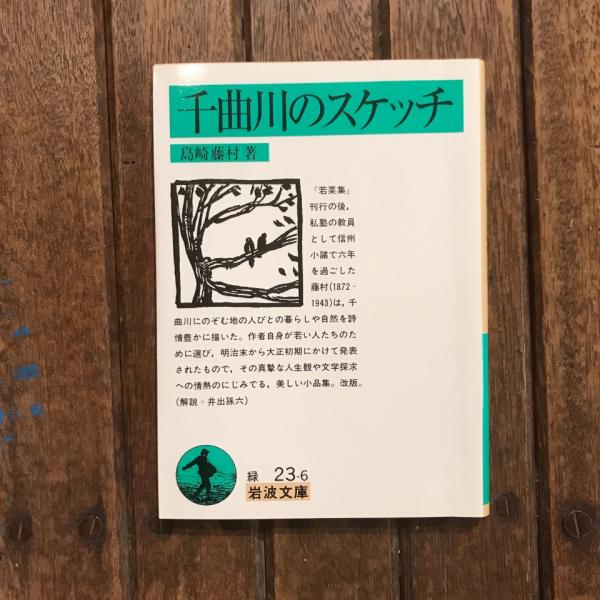 千曲川のスケッチ
島崎藤村著
「若菜集」
刊行の後,
私塾の教員
として信州
小諸で六年
を過ごした
藤村(1872-
1943)は, 千
曲川にのぞむ地の人びとの暮らしや自然を詩
情豊かに描いた。作者自身が若い人たちのた
めに選び, 明治末から大正初期にかけて発表
されたもので, その真摯な人生観や文学探求
への情熱のにじみでる, 美しい小品集。改版。
(解説=井出孫六)
緑 23-6
岩波文庫